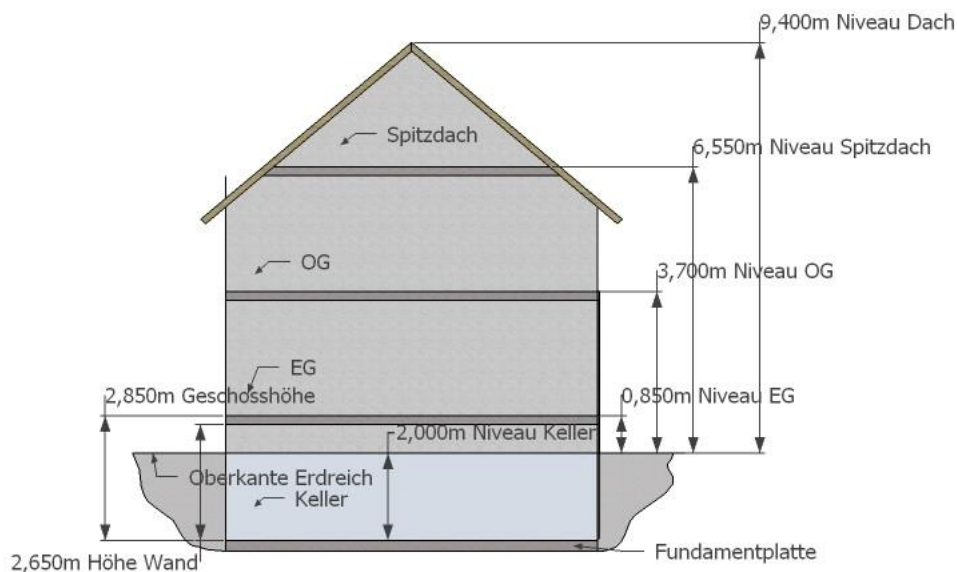 9,400m Niveau Dach
Spitzdach
6,550m Niveau Spitzdach
OG
3,700m Niveau OG
EG
2,850m Geschosshöhe
0,850m Niveau EG
-2,000m Niveau Keller
Oberkante Erdreich
Keller
Fundamentplatte
2,650m Höhe Wand